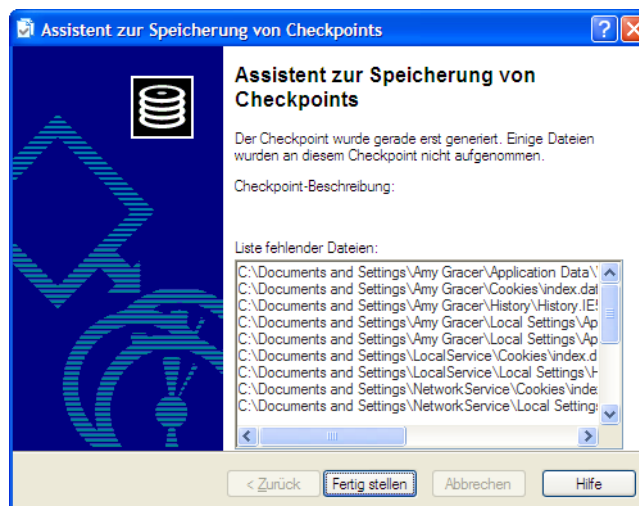 Assistent zur Speicherung von Checkpoints
Assistent zur Speicherung von
Checkpoints
Der Checkpoint wurde gerade erst generiert. Einige Dateien
wurden an diesem Checkpoint nicht aufgenommen.
Checkpoint-Beschreibung:
Liste fehlender Dateien:
C:\Documents and Settings\Amy Gracer\Application Data\
C:\Documents and Settings\Amy Gracer\Cookies\index.dat
C:\Documents and Settings\Amy Gracer\History\History.IE5
C:\Documents and Settings\Amy Gracer\Local Settings\Ap
C:\Documents and Settings\Amy Gracer\Local Settings\Ap
C:\Documents and Settings\LocalService\Cookies\index.d
C:\Documents and Settings\LocalService\Local Settings\H
C:\Documents and Settings\NetworkService\Cookies\inde
C:\Documents and Settings\NetworkService\Local Settings
< Zurück Fertig stellen Abbrechen Hilfe